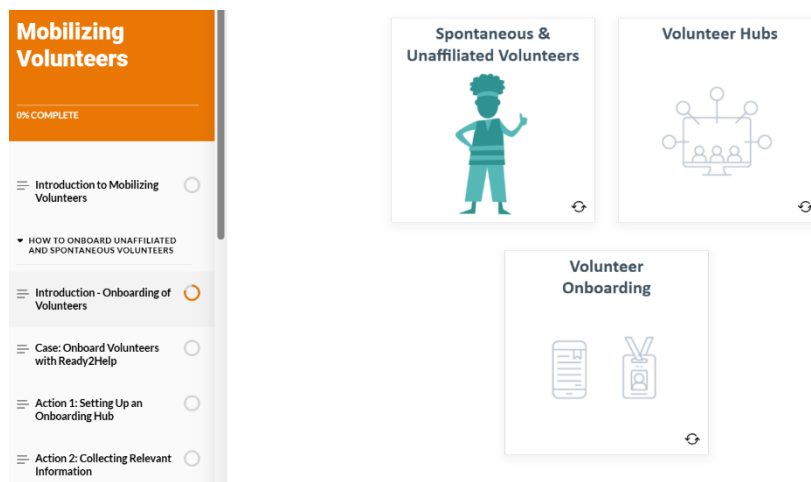 Mobilizing
Volunteers
0% COMPLETE
Introduction to Mobilizing
Volunteers
HOW TO ONBOARD UNAFFILIATED
AND SPONTANEOUS VOLUNTEERS
Introduction - Onboarding of
Volunteers
Case: Onboard Volunteers
with Ready2Help
Action 1: Setting Up an
Onboarding Hub
Action 2: Collecting Relevant
Information
Spontaneous &
Unaffiliated Volunteers
Volunteer Hubs
Volunteer
Onboarding